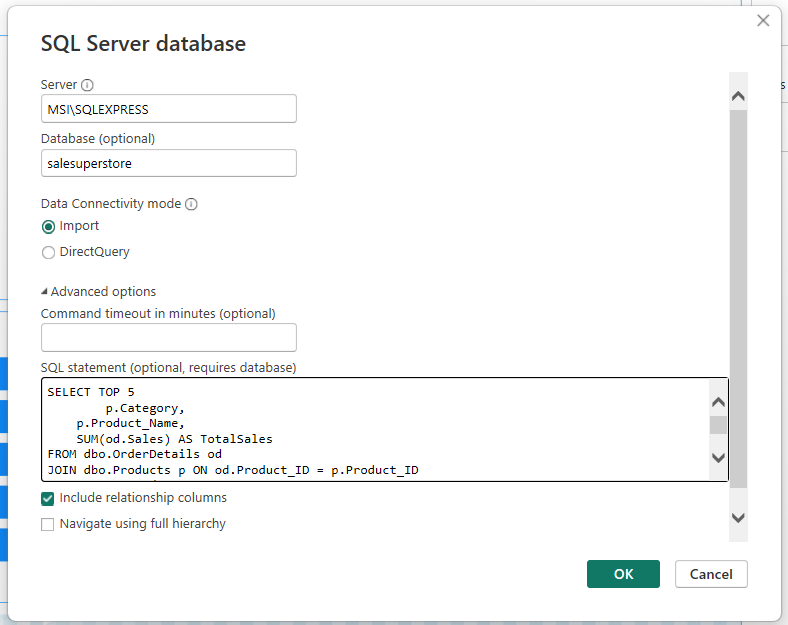 SQL Server database
Server
MSI\SQLEXPRESS
Database (optional)
salesuperstore
Data Connectivity mode
Import
DirectQuery
Advanced options
Command timeout in minutes (optional)
SQL statement (optional, requires database)
SELECT TOP 5
p.Category,
p.Product_Name,
SUM(od.Sales) AS TotalSales
FROM dbo.OrderDetails od
JOIN dbo.Products p ON od.Product_ID = p.Product_ID
Include relationship columns
Navigate using full hierarchy
OK Cancel